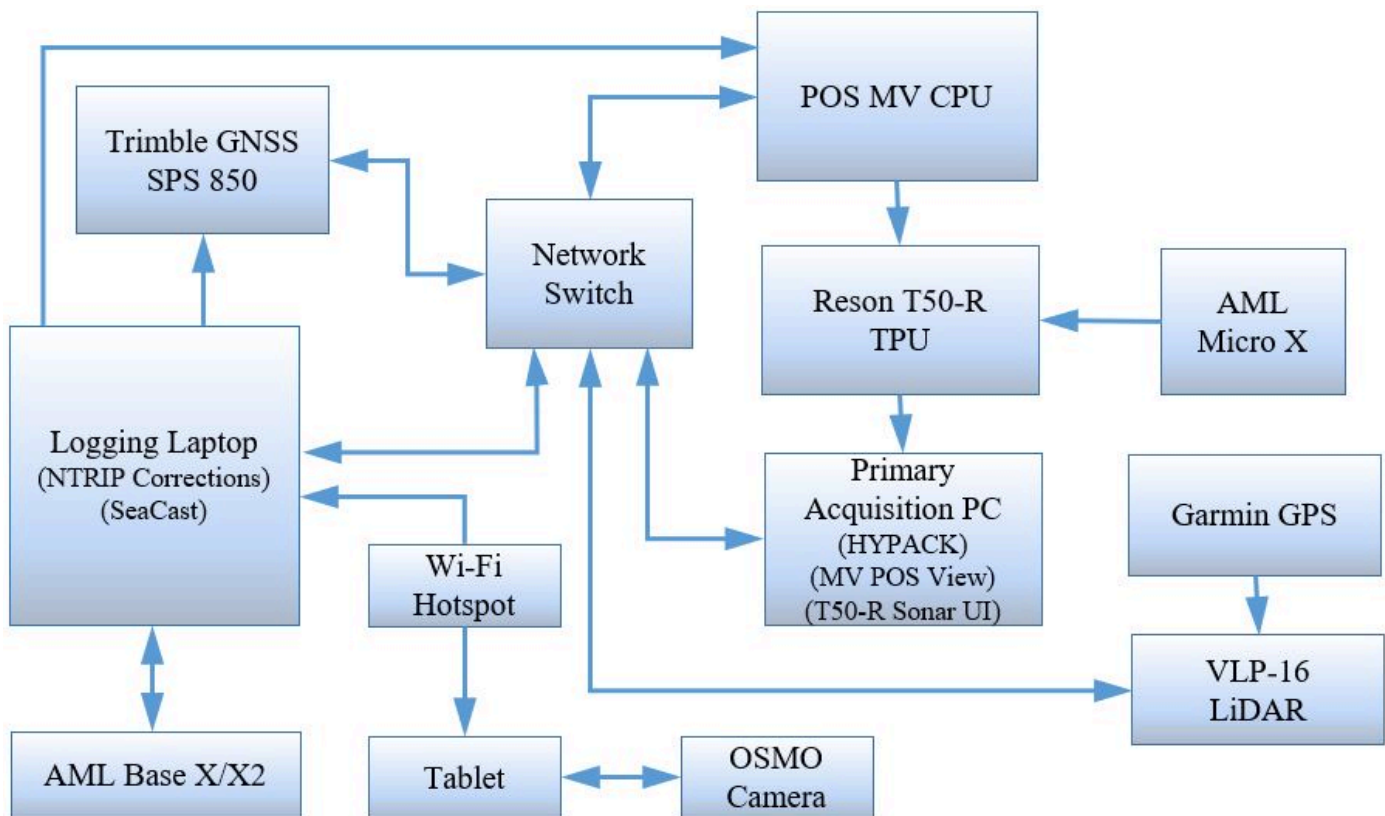 POS MV CPU
Trimble GNSS
SPS 850
Network
Switch
Reson T50-R
TPU
AML
Micro X
Logging Laptop
(NTRIP Corrections)
(SeaCast)
Primary
Acquisition PC
(HYPACK)
(MV POS View)
(T50-R Sonar UI)
Garmin GPS
Wi-Fi
Hotspot
VLP-16
LiDAR
AML Base X/X2
Tablet
OSMO
Camera